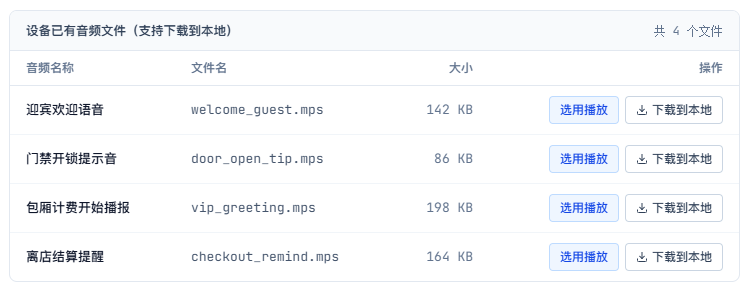 设备已有音频文件（支持下载到本地） 共 4 个文件
音频名称 文件名 大小 操作
迎宾欢迎语音 welcome_guest.mps 142 KB 选用播放 下载到本地
门禁开锁提示音 door_open_tip.mps 86 KB 选用播放 下载到本地
包厢计费开始播报 vip_greeting.mps 198 KB 选用播放 下载到本地
离店结算提醒 checkout_remind.mps 164 KB 选用播放 下载到本地